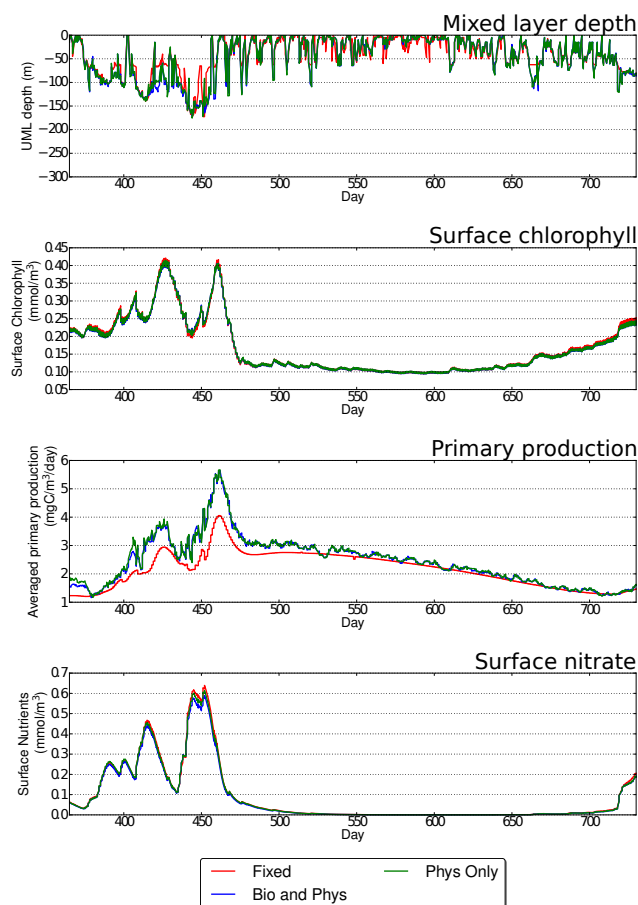 Mixed layer depth
0
−50
−100
−150
−200
−250
−300
UML depth (m)
400 450 500 550 600 650 700
Day
Surface chlorophyll
0.45
0.40
0.35
0.30
0.25
0.20
0.15
0.10
0.05
Surface Chlorophyll
(mmol/m³)
400 450 500 550 600 650 700
Day
Primary production
6
5
4
3
2
1
Averaged primary production
(mgC/m³/day)
400 450 500 550 600 650 700
Day
Surface nitrate
0.7
0.6
0.5
0.4
0.3
0.2
0.1
0.0
Surface Nutrients
(mmol/m³)
400 450 500 550 600 650 700
Day
Fixed Phys Only
Bio and Phys